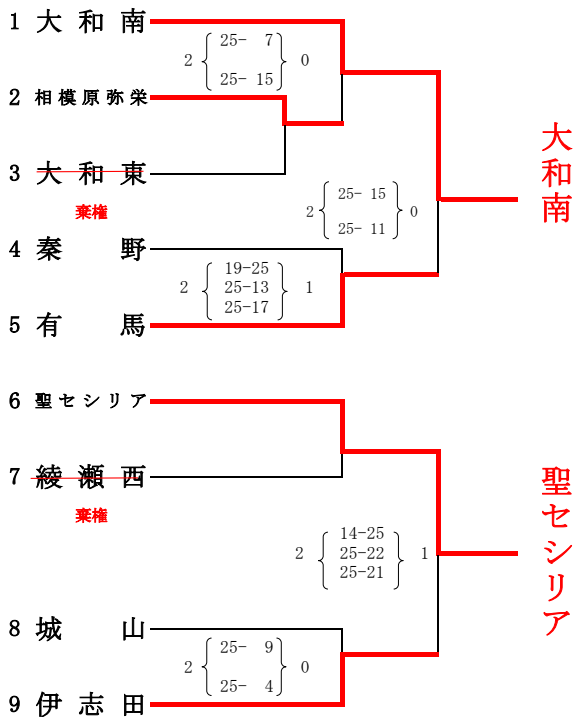 1 大和南
2 { 25- 7 } 0
25- 15
2 相模原弥栄
3 大和東
棄権
大和南
2 { 25- 15 } 0
25- 11
4 秦野
2 { 19-25 } 1
25-13
25-17
5 有馬
6 聖セシリア
7 綾瀬西
棄権
聖セシリア
2 { 14-25 } 1
25-22
25-21
8 城山
2 { 25- 9 } 0
25- 4
9 伊志田